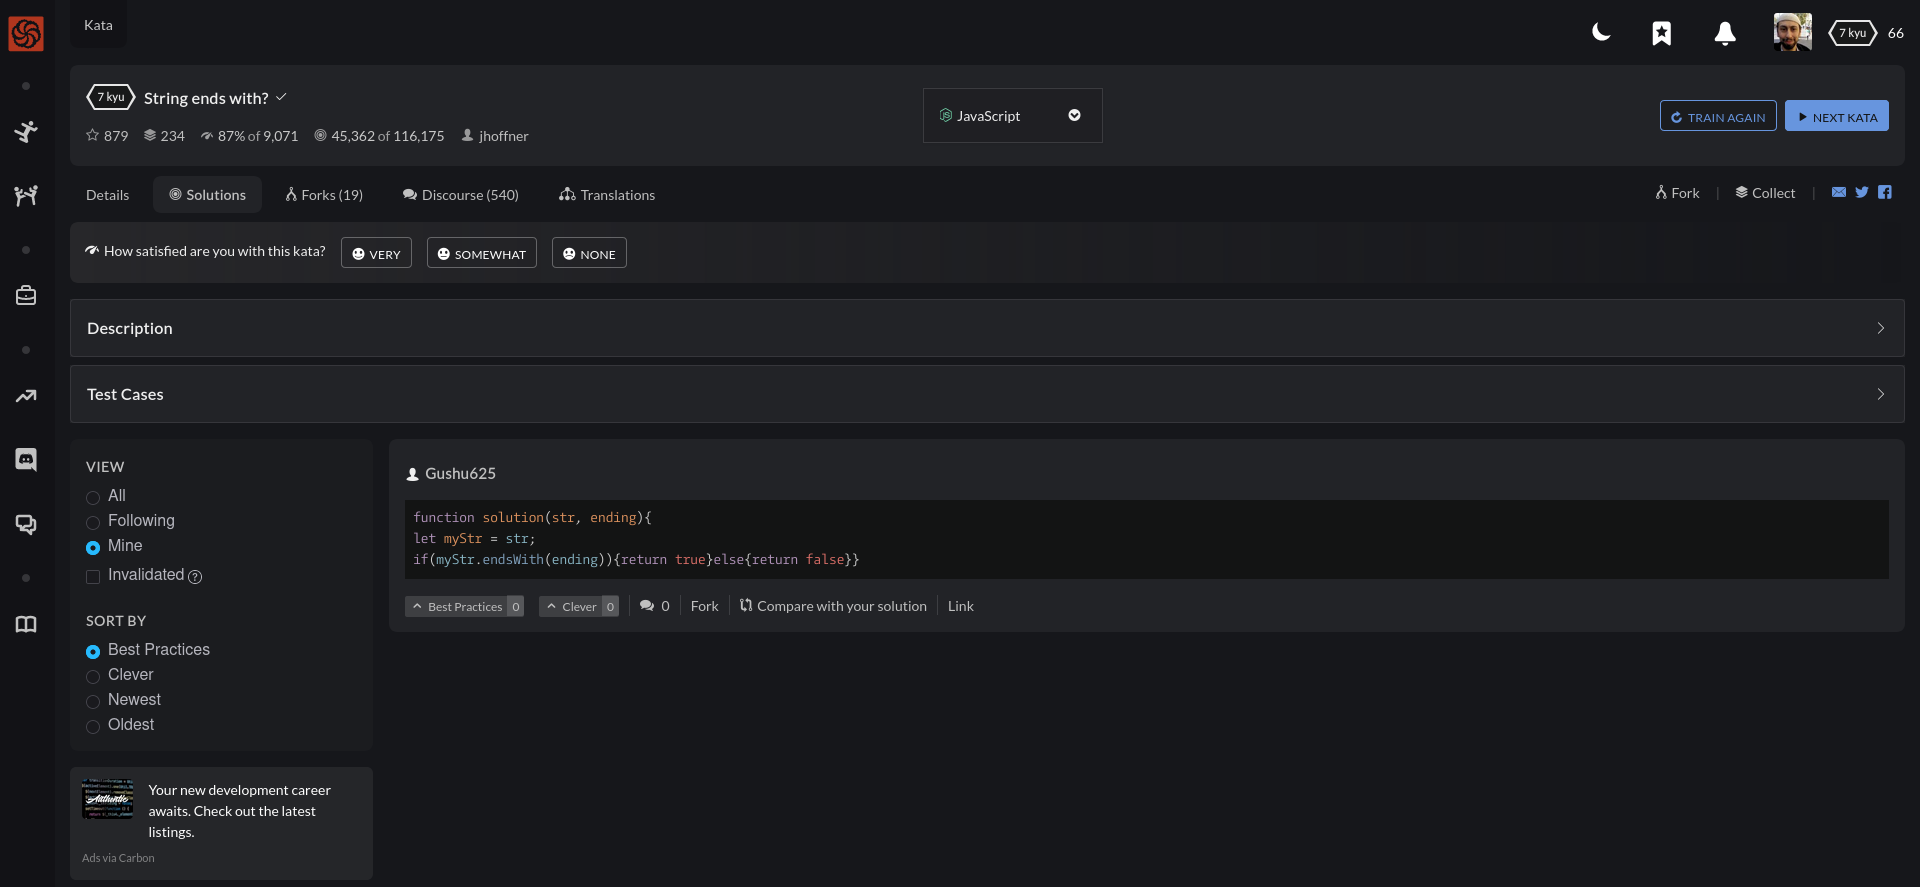 Kata
7 kyu 66
7 kyu String ends with?
879 234 87% of 9,071 45,362 of 116,175 jhoffner
JavaScript
TRAIN AGAIN NEXT KATA
Details Solutions Forks (19) Discourse (540) Translations
Fork | Collect |
How satisfied are you with this kata? VERY SOMEWHAT NONE
Description
Test Cases
VIEW
All
Following
Mine
Invalidated ?
SORT BY
Best Practices
Clever
Newest
Oldest
Authentic
Your new development career
awaits. Check out the latest
listings.
Ads via Carbon
Gushu625
function solution(str, ending){
let myStr = str;
if(myStr.endsWith(ending)){return true}else{return false}}
Best Practices 0 Clever 0 0 Fork Compare with your solution Link